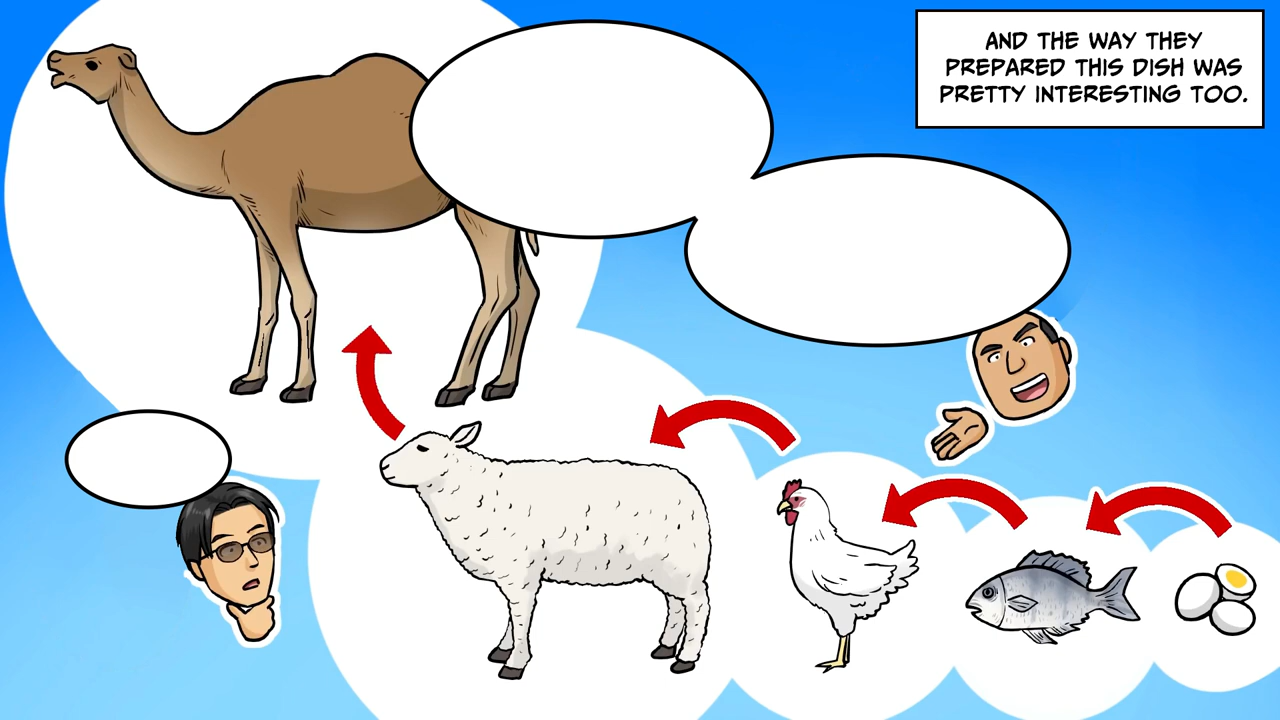 AND THE WAY THEY
PREPARED THIS DISH WAS
PRETTY INTERESTING TOO.